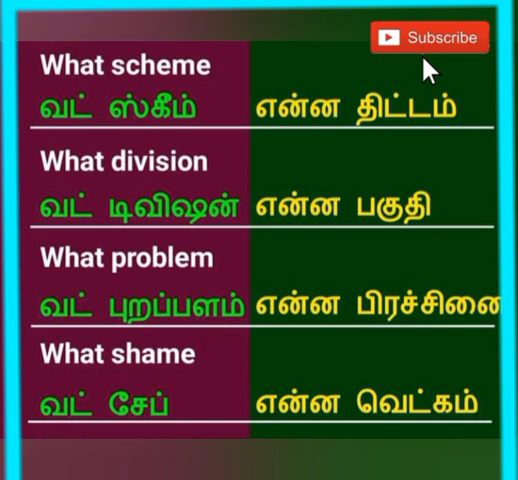 Subscribe
What scheme
வட் ஸ்கீம் என்ன திட்டம்
What division
வட் டிவிஷன் என்ன பகுதி
What problem
வட் புறப்பளம் என்ன பிரச்சினை
What shame
வட் சேப் என்ன வெட்கம்